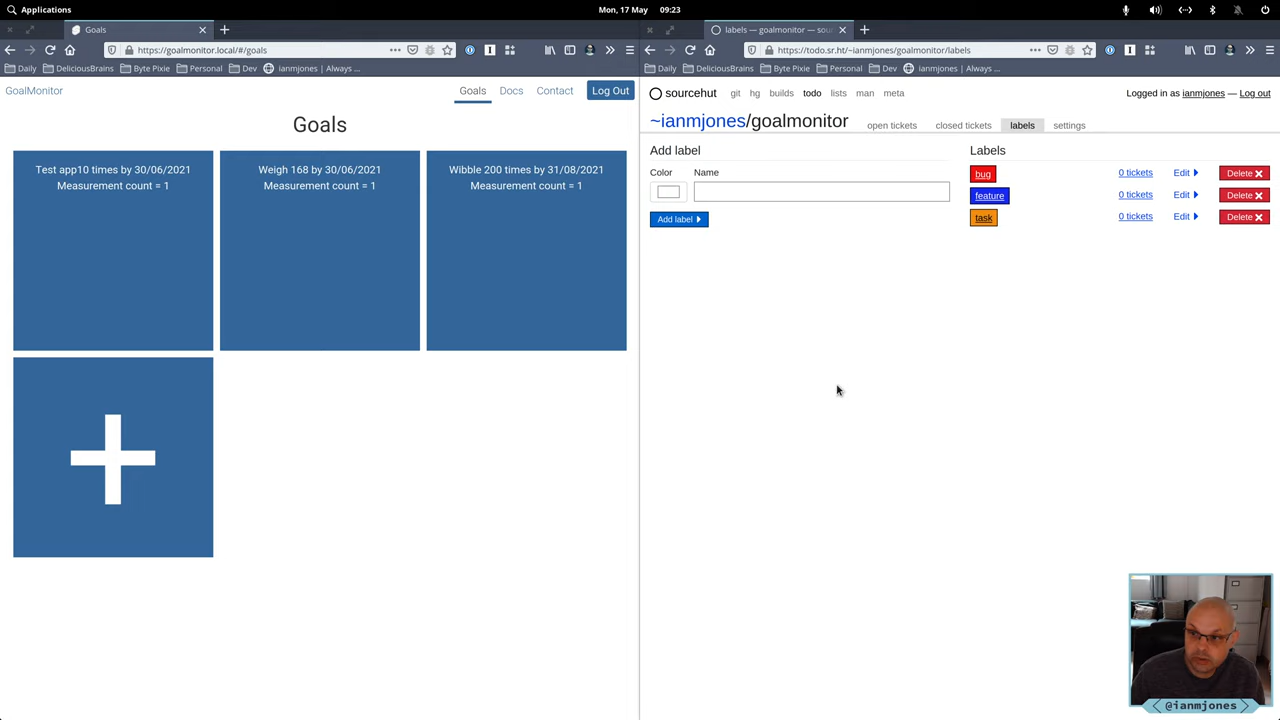 Applications
Mon, 17 May 09:23
Goals
https://goalmonitor.local/#/goals
Daily
DeliciousBrains
Byte Pixie
Personal
Dev
ianmjones | Always ...
GoalMonitor
Goals
Docs
Contact
Log Out
Goals
Test app10 times by 30/06/2021
Measurement count = 1
Weigh 168 by 30/06/2021
Measurement count = 1
Wibble 200 times by 31/08/2021
Measurement count = 1
labels — goalmonitor — sour
https://todo.sr.ht/~ianmjones/goalmonitor/labels
Daily
DeliciousBrains
Byte Pixie
Personal
Dev
ianmjones | Always ...
sourcehut
git
hg
builds
todo
lists
man
meta
Logged in as ianmjones — Log out
~ianmjones/goalmonitor
open tickets
closed tickets
labels
settings
Add label
Color
Name
Add label
Labels
bug
0 tickets
Edit
Delete
feature
0 tickets
Edit
Delete
task
0 tickets
Edit
Delete
@ianmjones